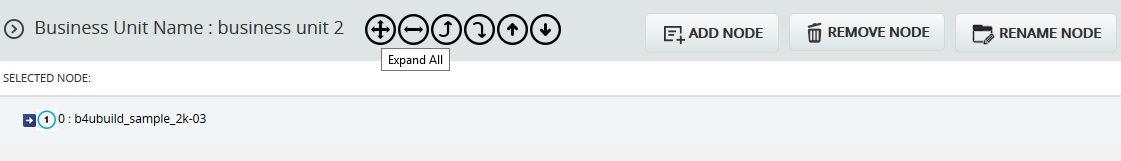 Business Unit Name : business unit 2
Expand All
ADD NODE
REMOVE NODE
RENAME NODE
SELECTED NODE:
1 0 : b4ubuild_sample_2k-03